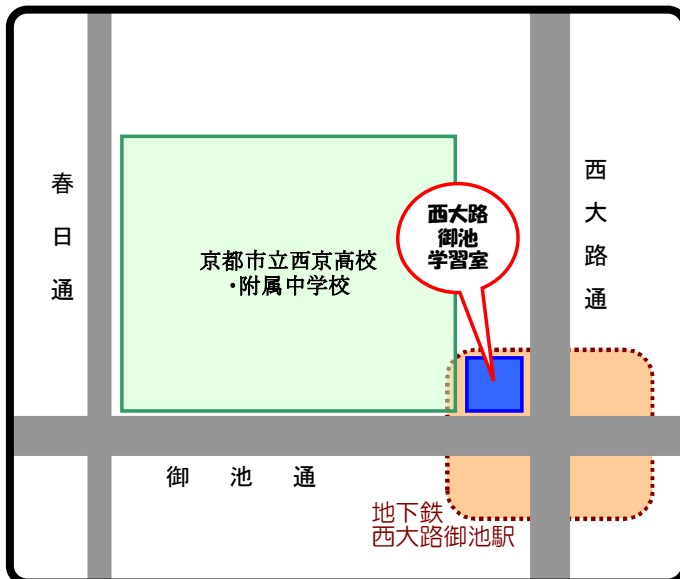 春日通
西大路通
西大路
御池
学習室
京都市立西京高校
・附属中学校
御池通
地下鉄
西大路御池駅